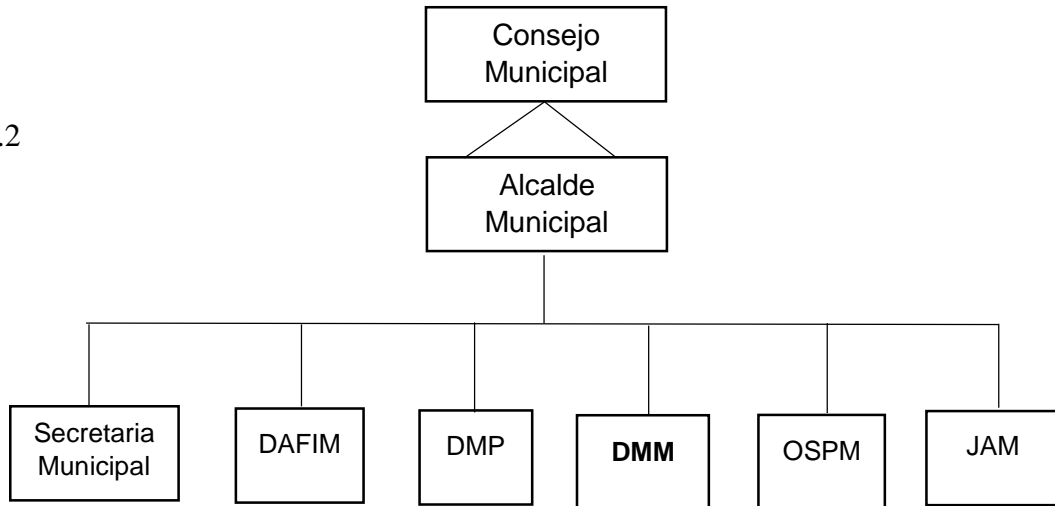 Consejo
Municipal
.2
Alcalde
Municipal
Secretaria
Municipal
DAFIM
DMP
DMM
OSPM
JAM